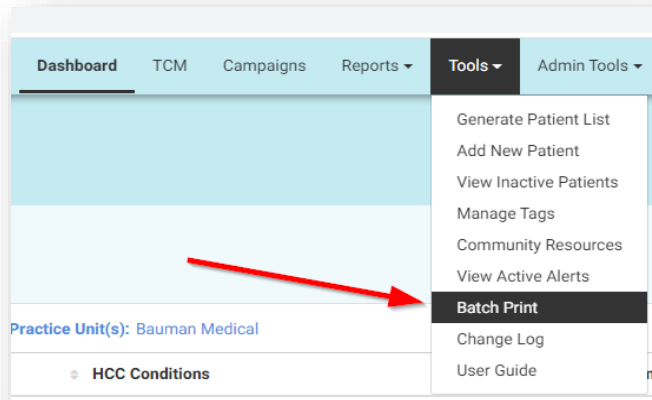 Dashboard TCM Campaigns Reports Tools Admin Tools
Generate Patient List
Add New Patient
View Inactive Patients
Manage Tags
Community Resources
View Active Alerts
Batch Print
Practice Unit(s): Bauman Medical
Change Log
User Guide
HCC Conditions